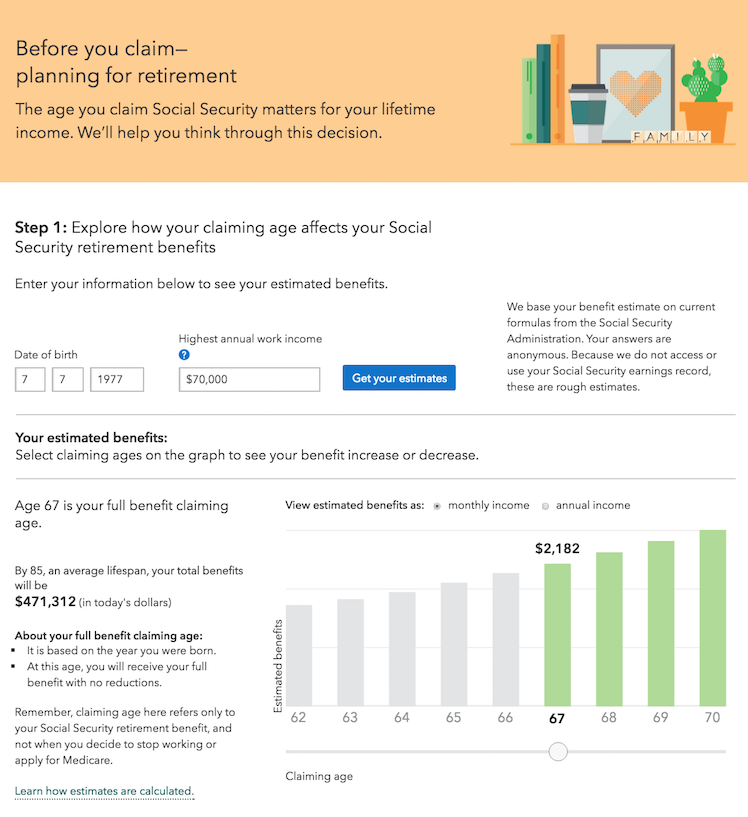 Before you claim—
planning for retirement
The age you claim Social Security matters for your lifetime
income. We’ll help you think through this decision.
FAMILY
Step 1: Explore how your claiming age affects your Social
Security retirement benefits
Enter your information below to see your estimated benefits.
Date of birth
7 7 1977
Highest annual work income
?
$70,000
Get your estimates
We base your benefit estimate on current
formulas from the Social Security
Administration. Your answers are
anonymous. Because we do not access or
use your Social Security earnings record,
these are rough estimates.
Your estimated benefits:
Select claiming ages on the graph to see your benefit increase or decrease.
Age 67 is your full benefit claiming
age.
By 85, an average lifespan, your total benefits
will be
$471,312 (in today's dollars)
About your full benefit claiming age:
▪ It is based on the year you were born.
▪ At this age, you will receive your full
benefit with no reductions.
Remember, claiming age here refers only to
your Social Security retirement benefit, and
not when you decide to stop working or
apply for Medicare.
Learn how estimates are calculated.
View estimated benefits as: monthly income annual income
$2,182
Estimated benefits
62 63 64 65 66 67 68 69 70
Claiming age